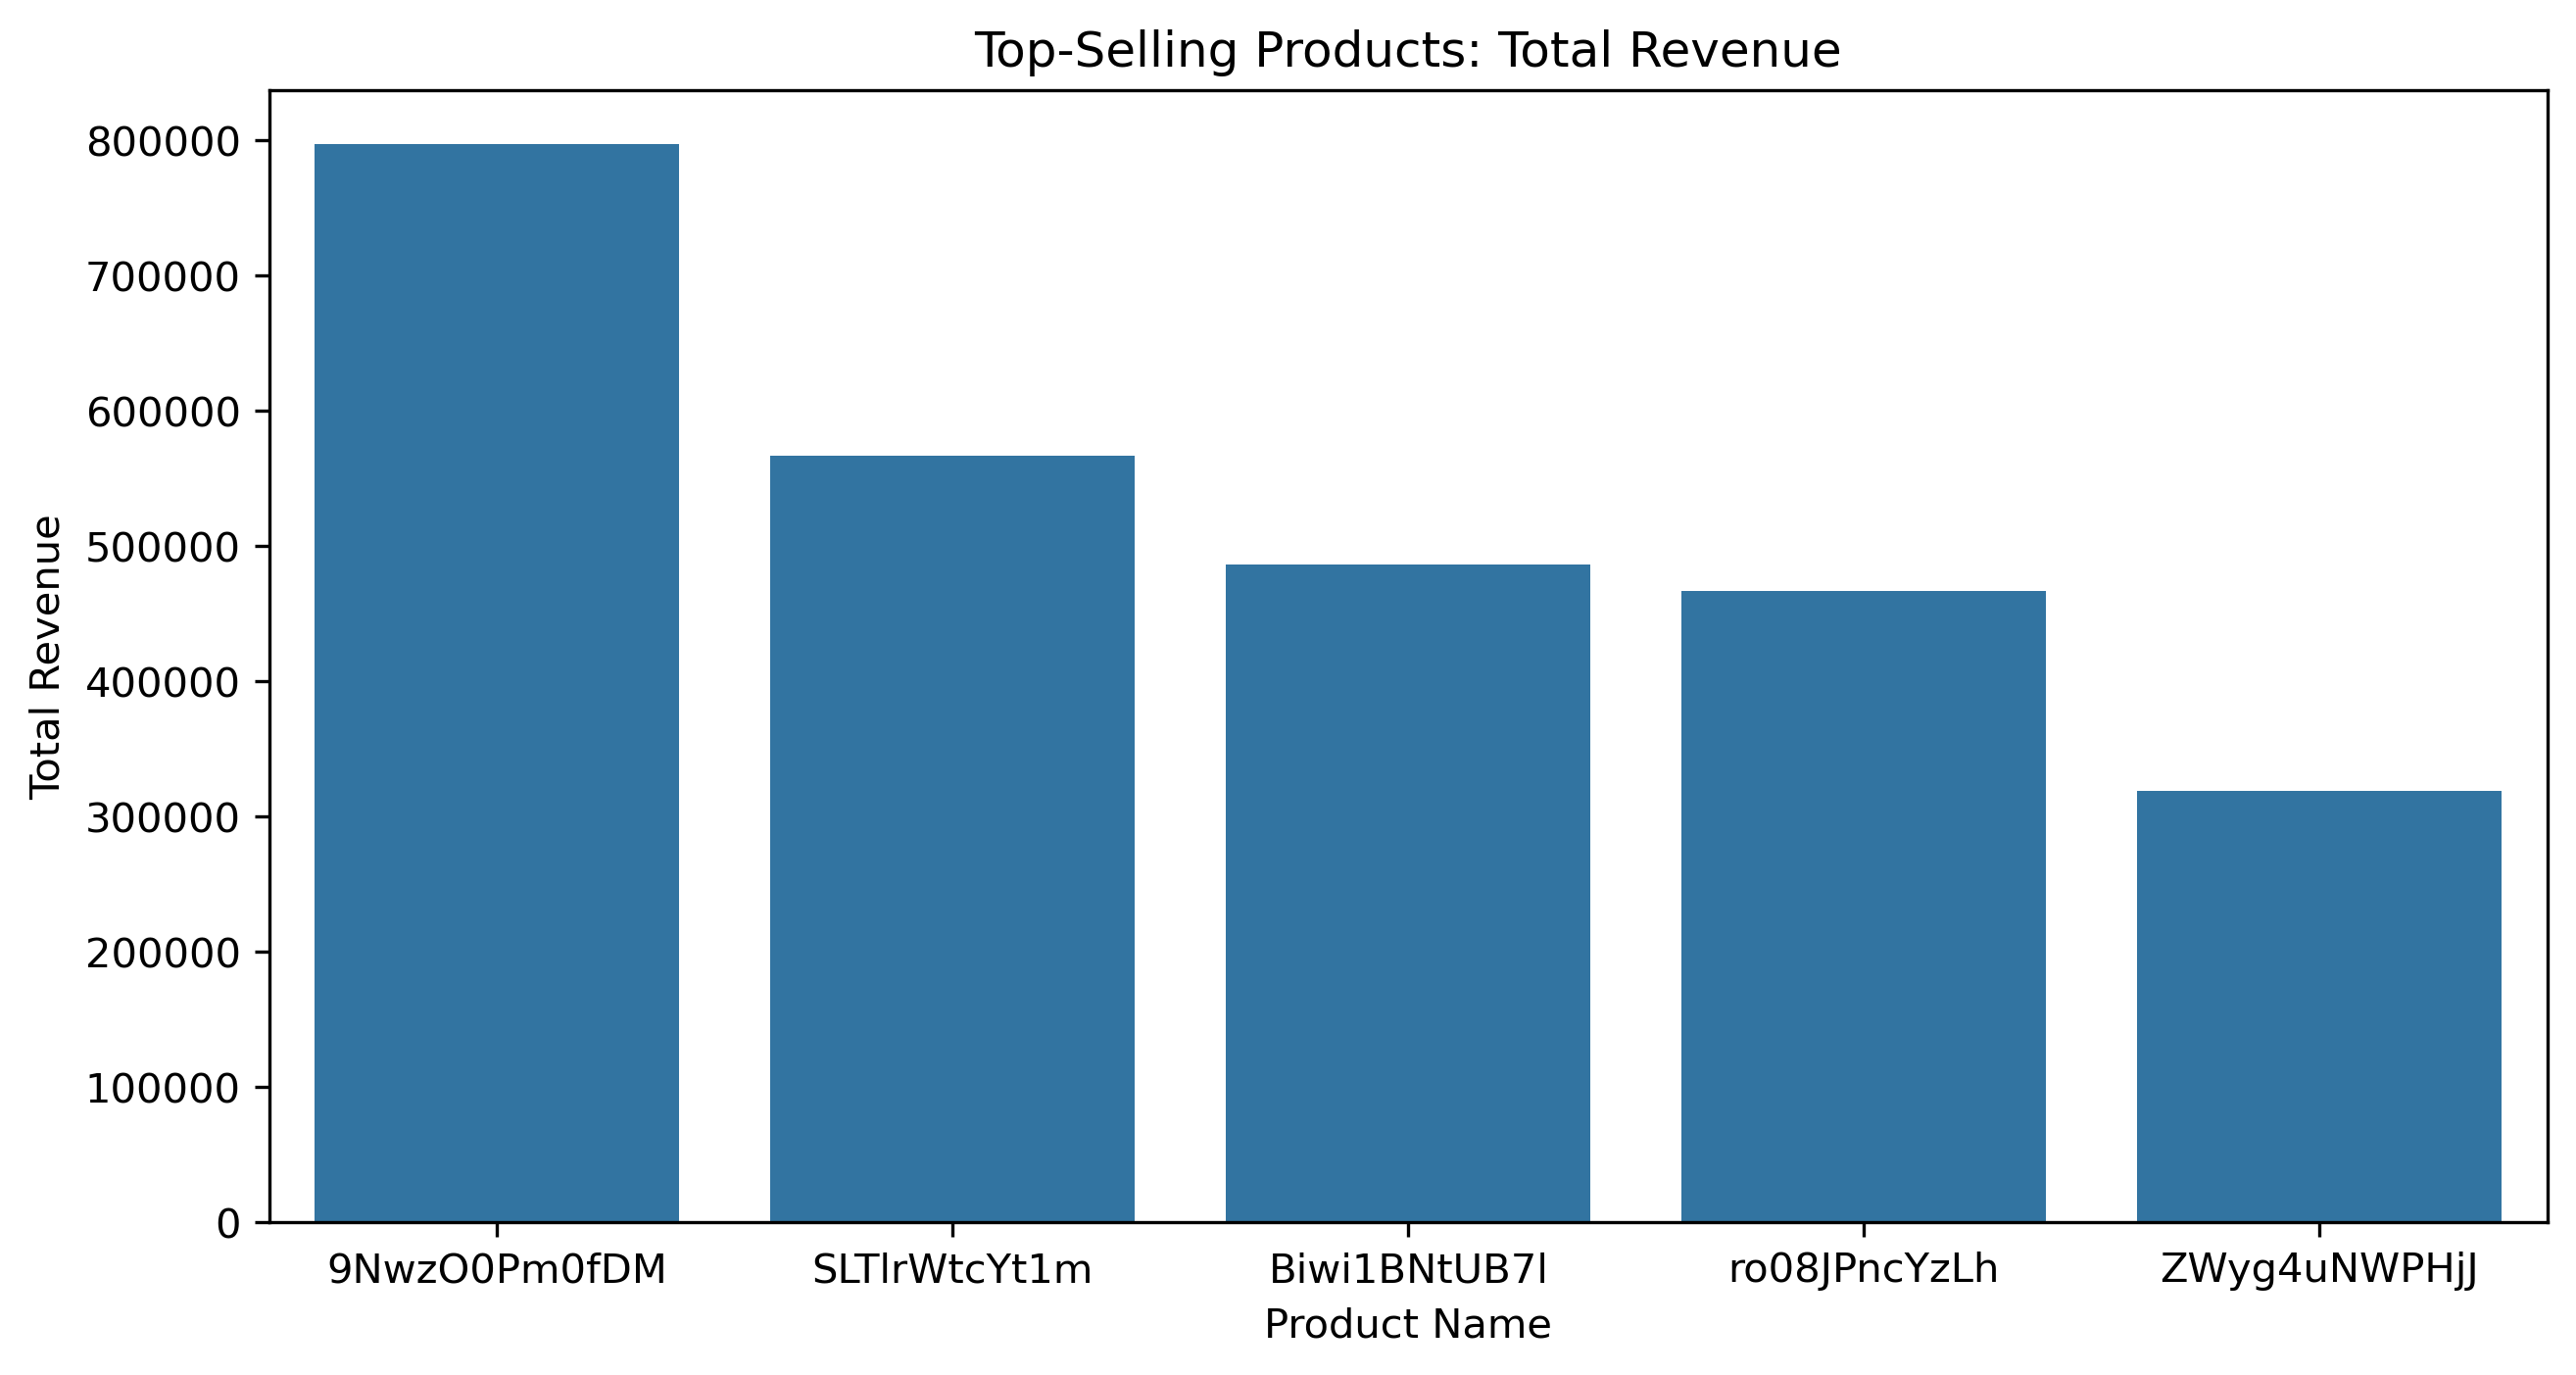 Top-Selling Products: Total Revenue
Total Revenue
800000
700000
600000
500000
400000
300000
200000
100000
0
9NwzO0Pm0fDM
SLTlrWtcYt1m
Biwi1BNtUB7l
ro08JPncYzLh
ZWyg4uNWPHjJ
Product Name